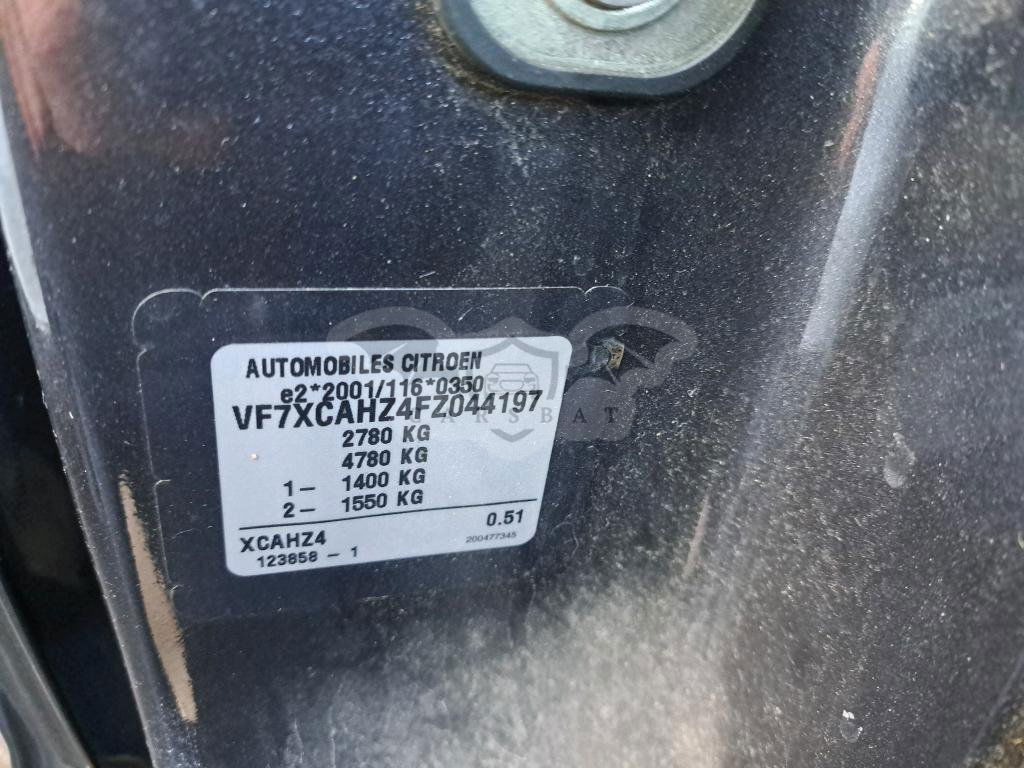 AUTOMOBILES CITROEN
e2*2001/116*0350
VF7XCAHZ4FZ044197
CARSBAT
2780 KG
4780 KG
1– 1400 KG
2– 1550 KG
XCAHZ4 0.51
123858 – 1 200477345